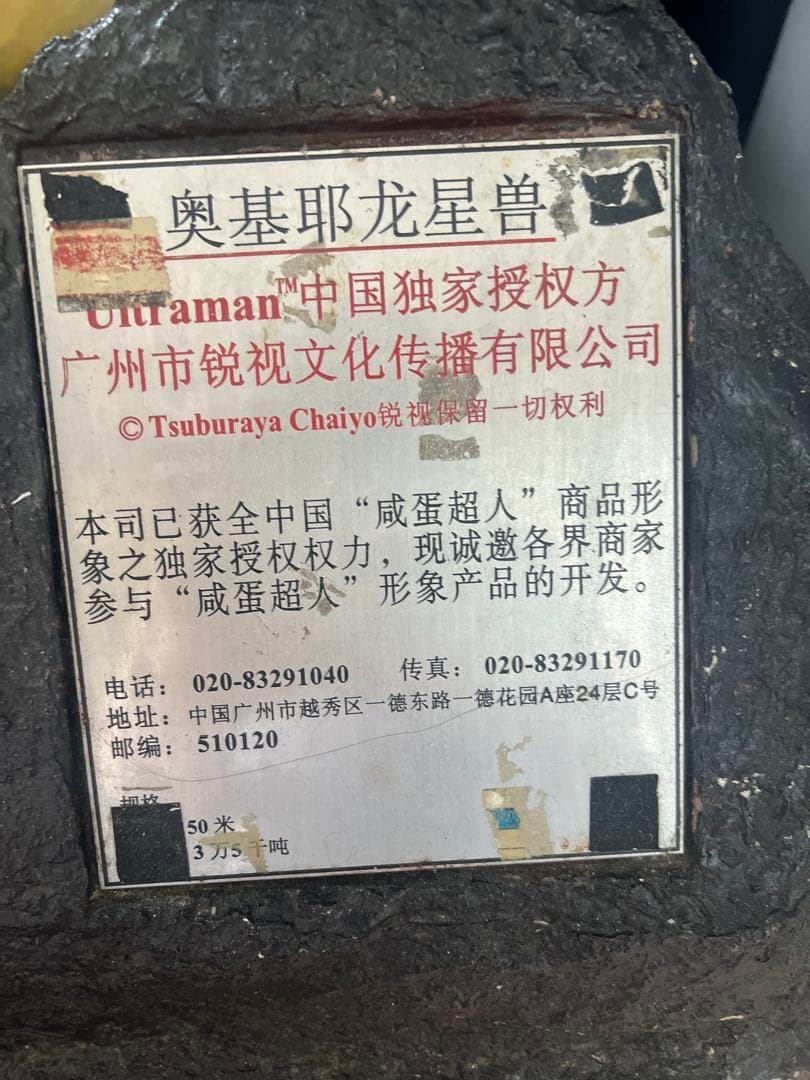 奥基耶龙星兽
Ultraman™中国独家授权方
广州市锐视文化传播有限公司
© Tsuburaya Chaiyo锐视保留一切权利
本司已获全中国“咸蛋超人”商品形
象之独家授权权力，现诚邀各界商家
参与“咸蛋超人”形象产品的开发。
电话： 020-83291040 传真： 020-83291170
地址：中国广州市越秀区一德东路一德花园A座24层C号
邮编： 510120
规格
50 米
3 万5 千吨